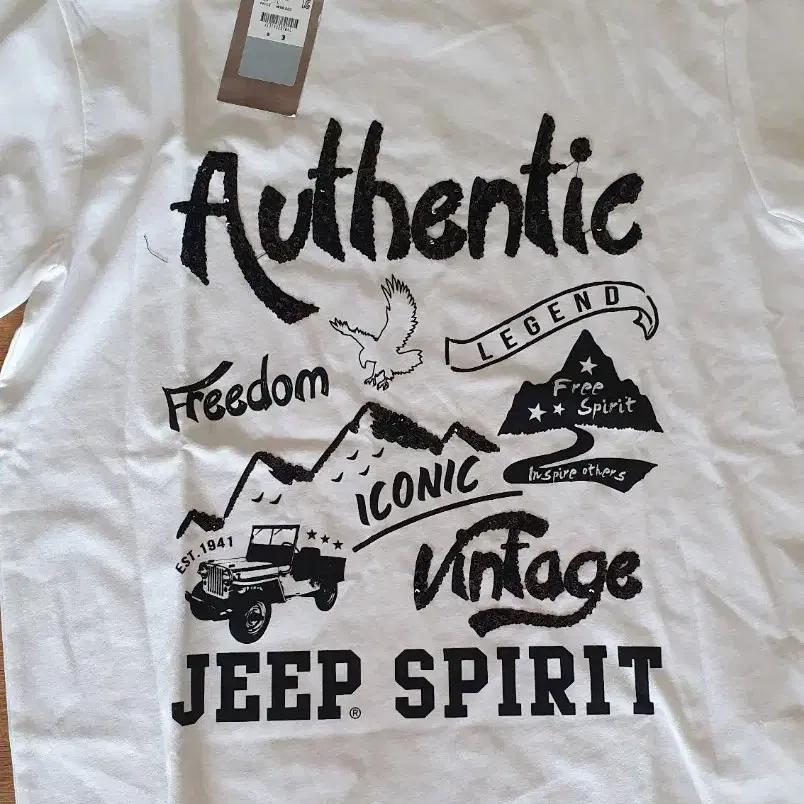 Authentic
LEGEND
Freedom
Free
Spirit
Inspire others
ICONIC
EST. 1941
Vintage
JEEP® SPIRIT